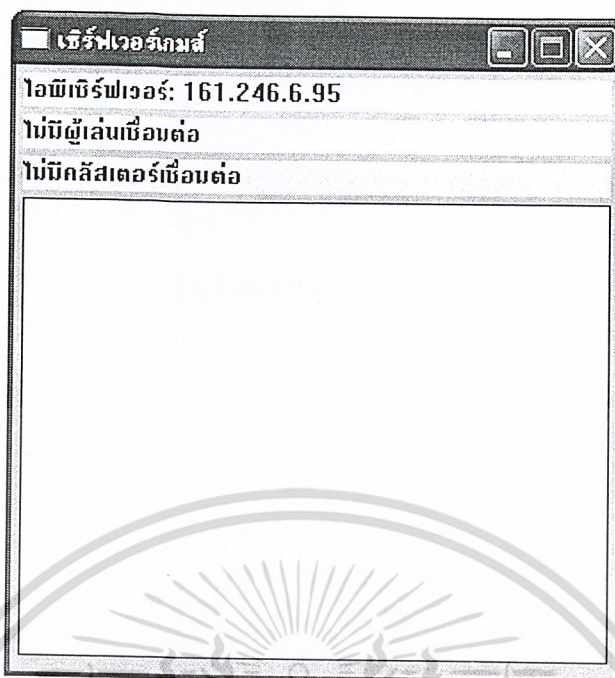 เซิร์ฟเวอร์เกมส์
ไอพีเซิร์ฟเวอร์: 161.246.6.95
ไม่มีผู้เล่นเชื่อมต่อ
ไม่มีคลัสเตอร์เชื่อมต่อ